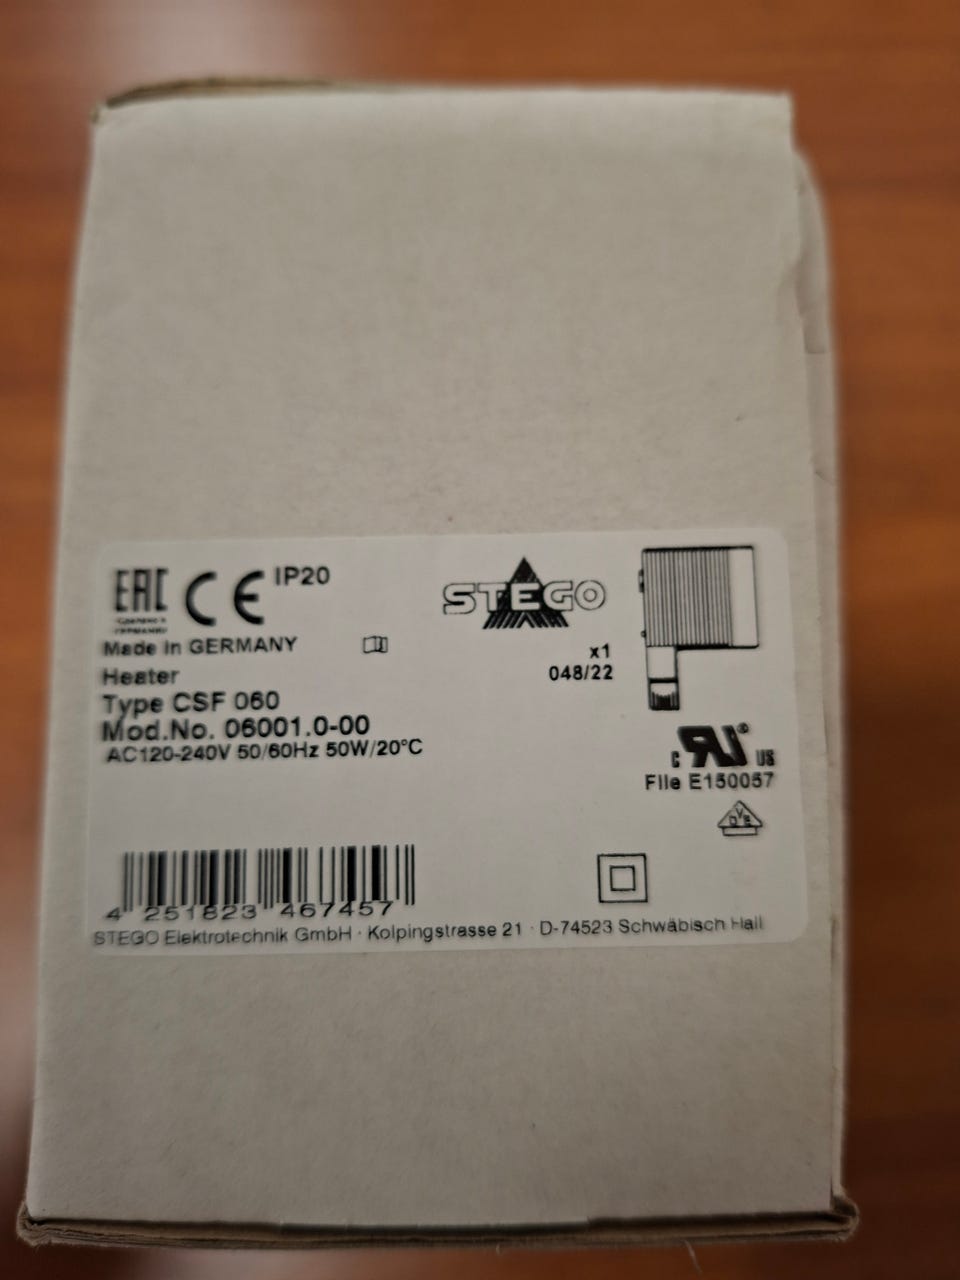 EAC CE IP20
Made in GERMANY
Heater
Type CSF 060
Mod.No. 06001.0-00
AC120-240V 50/60Hz 50W/20°C
STEGO
x1
048/22
c RU® US
File E150057
DVE
4 251823 467457
STEGO Elektrotechnik GmbH · Kolpingstrasse 21 · D-74523 Schwäbisch Hall